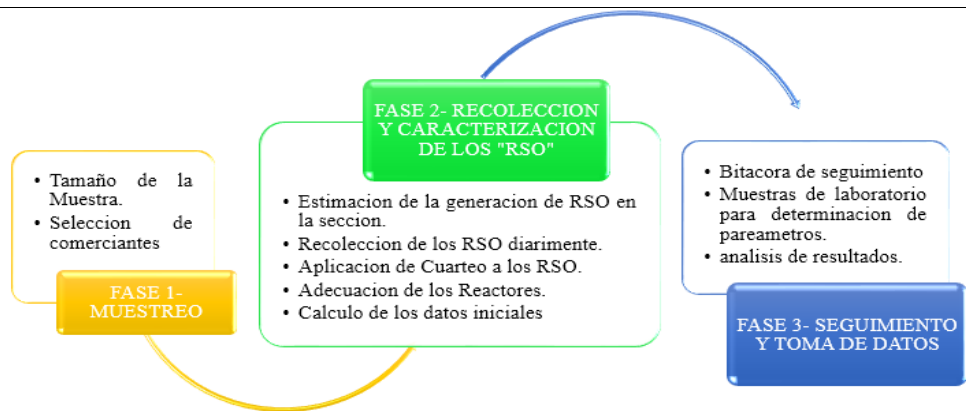 • Tamaño de la
Muestra.
• Seleccion de
comerciantes
FASE 1-
MUESTREO
FASE 2- RECOLECCION
Y CARACTERIZACION
DE LOS "RSO"
• Estimacion de la generacion de RSO en
la seccion.
• Recoleccion de los RSO diarimente.
• Aplicacion de Cuarteo a los RSO.
• Adecuacion de los Reactores.
• Calculo de los datos iniciales
• Bitacora de seguimiento
• Muestras de laboratorio
para determinacion de
pareametros.
• analisis de resultados.
FASE 3- SEGUIMIENTO
Y TOMA DE DATOS